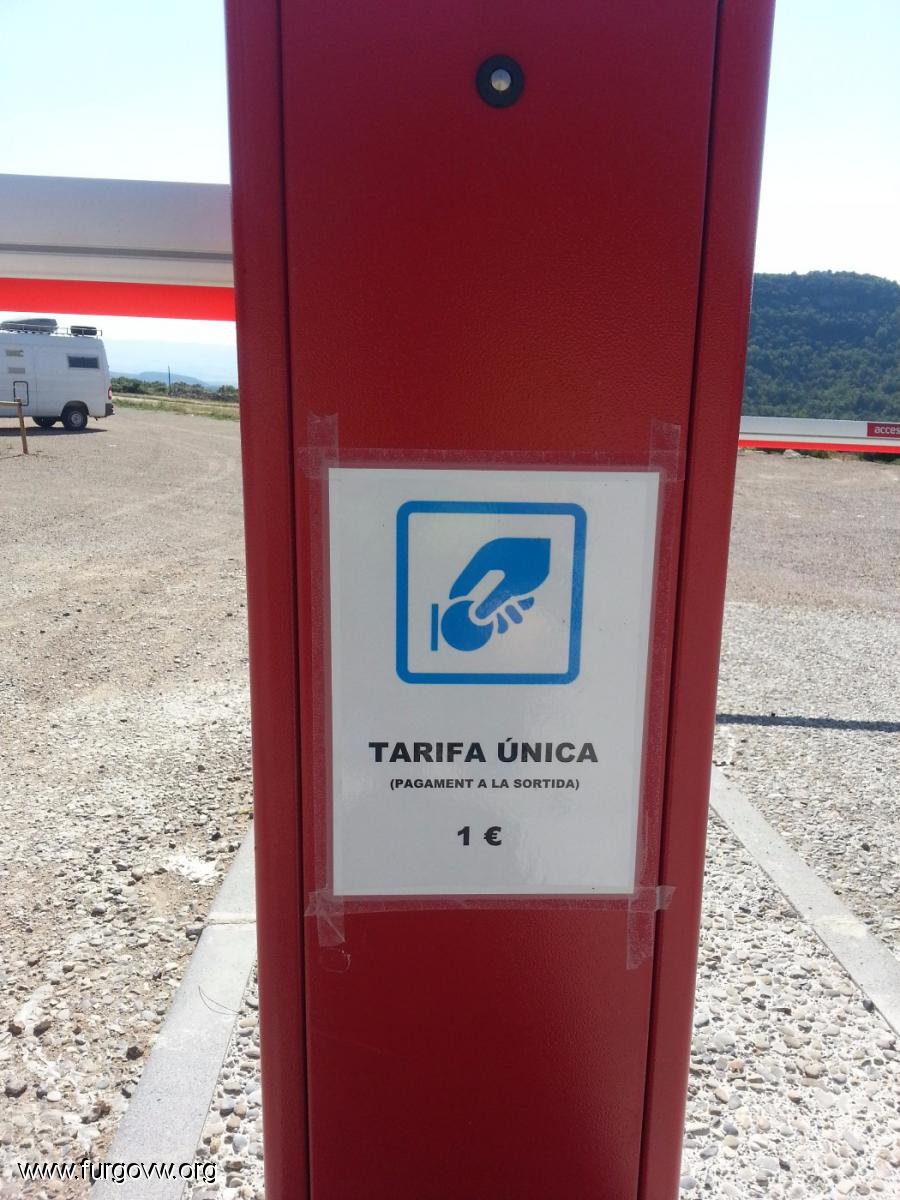 acces
TARIFA ÚNICA
(PAGAMENT A LA SORTIDA)
1 €
www.furgovw.org